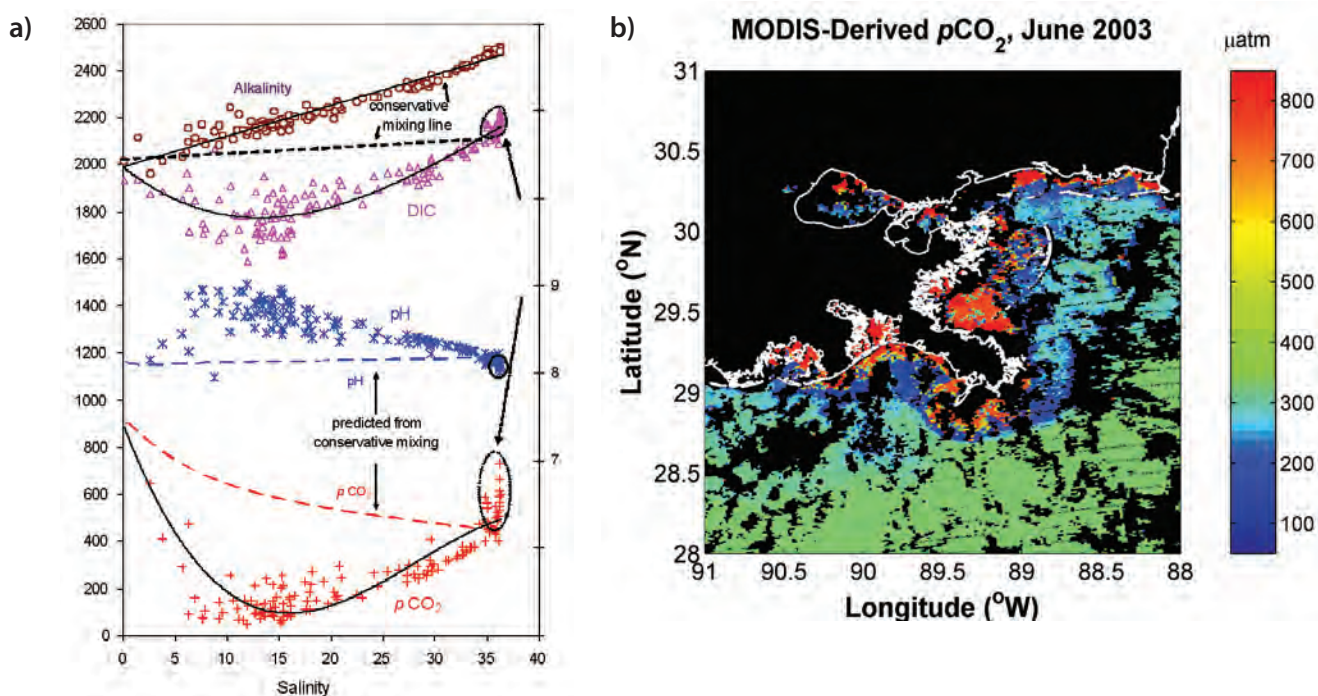 a)
2600
2400
2200
2000
1800
1600
1400
1200
1000
800
600
400
200
0
Alkalinity
conservative
mixing line
DIC
pH
pH
predicted from
conservative mixing
pCO₂
pCO₂
9
8
7
0 5 10 15 20 25 30 35 40
Salinity
b)
MODIS-Derived pCO₂, June 2003
µatm
31
30.5
30
29.5
29
28.5
28
Latitude (°N)
91 90.5 90 89.5 89 88.5 88
Longitude (°W)
800
700
600
500
400
300
200
100